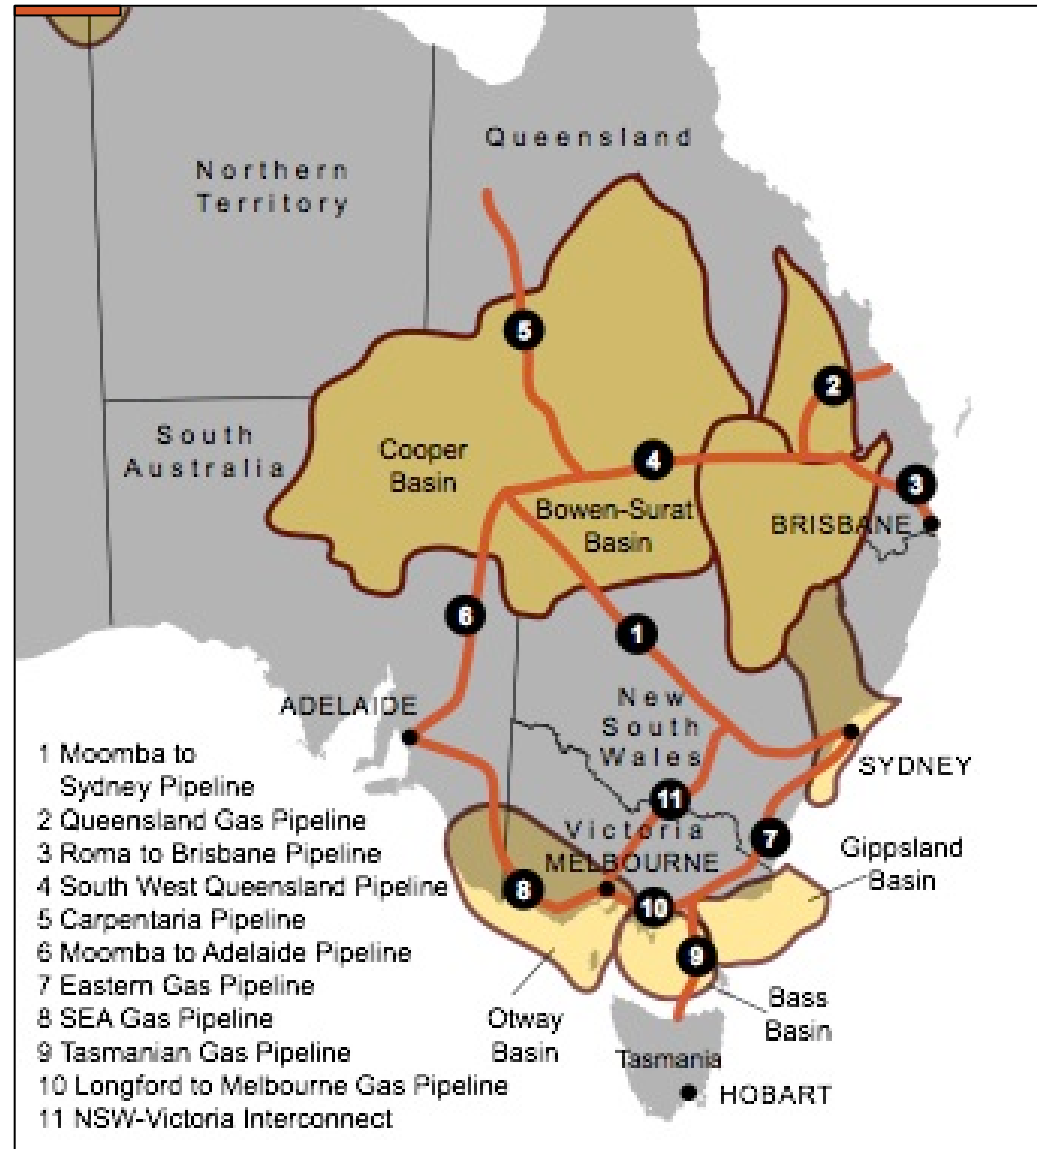 Queensland
Northern
Territory
5
2
South
Australia
Cooper
Basin
4
3
Bowen-Surat
Basin
BRISBANE
6
1
ADELAIDE
New
South
Wales
SYDNEY
11
Victoria
7
MELBOURNE
Gippsland
Basin
8
10
9
Otway
Basin
Bass
Basin
Tasmania
HOBART
1 Moomba to
Sydney Pipeline
2 Queensland Gas Pipeline
3 Roma to Brisbane Pipeline
4 South West Queensland Pipeline
5 Carpentaria Pipeline
6 Moomba to Adelaide Pipeline
7 Eastern Gas Pipeline
8 SEA Gas Pipeline
9 Tasmanian Gas Pipeline
10 Longford to Melbourne Gas Pipeline
11 NSW-Victoria Interconnect